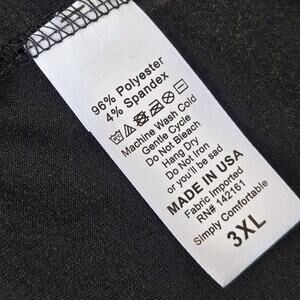 96% Polyester
4% Spandex
Machine Wash Cold
Gentle Cycle
Do Not Bleach
Hang Dry
Do Not Iron
or you'll be sad
MADE IN USA
Fabric Imported
RN# 142161
Simply Comfortable
3XL